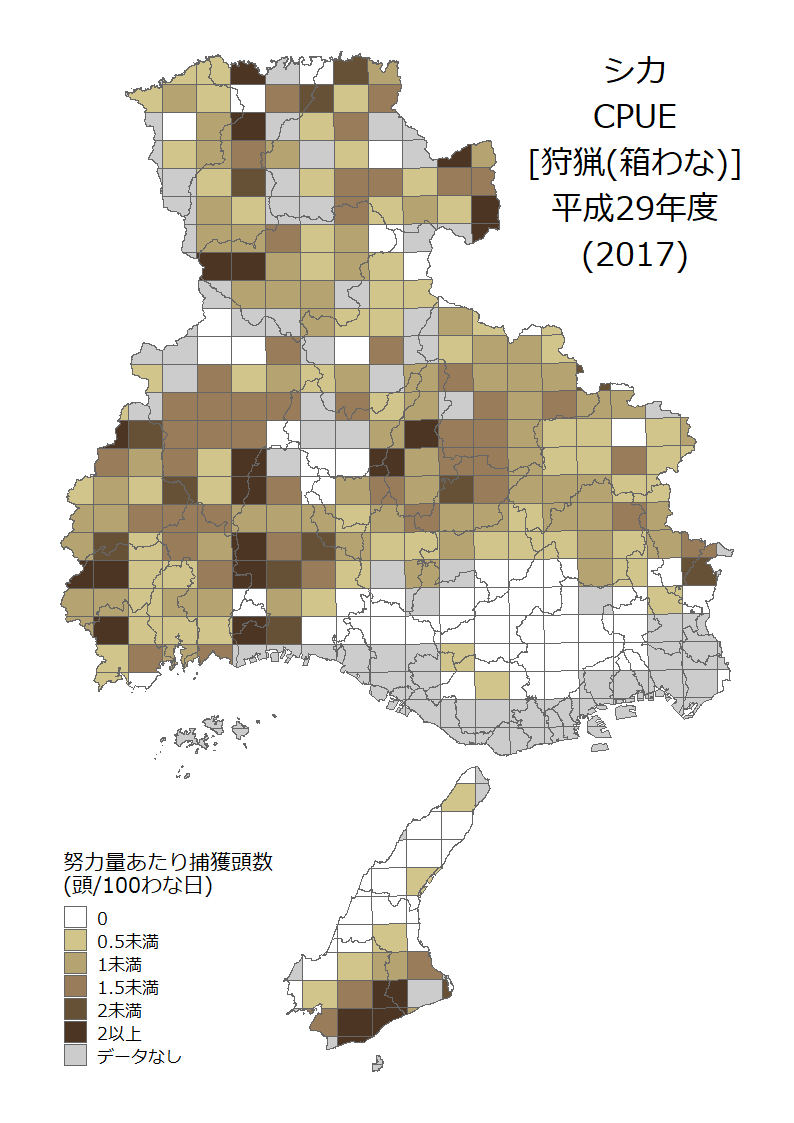 シカ
CPUE
[狩猟(箱わな)]
平成29年度
(2017)
努力量あたり捕獲頭数
(頭/100わな日)
0
0.5未満
1未満
1.5未満
2未満
2以上
データなし